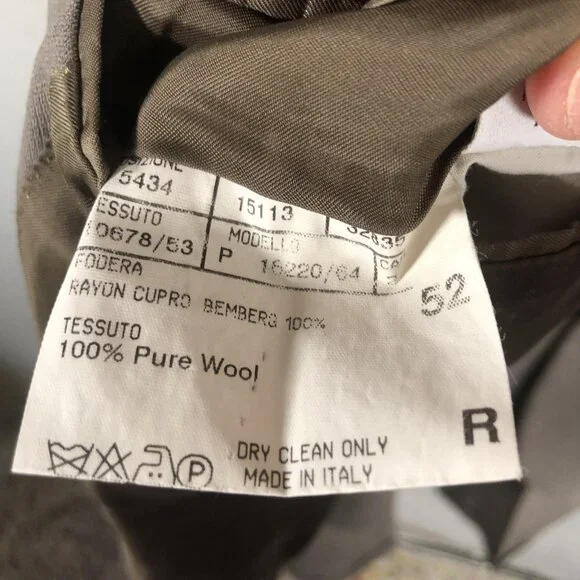 5434
15113
ESSUTO
MODELLO
0678/53
P 16220/64
FODERA
52
RAYON CUPRO BEMBERG 100%
TESSUTO
100% Pure Wool
R
P
DRY CLEAN ONLY
MADE IN ITALY